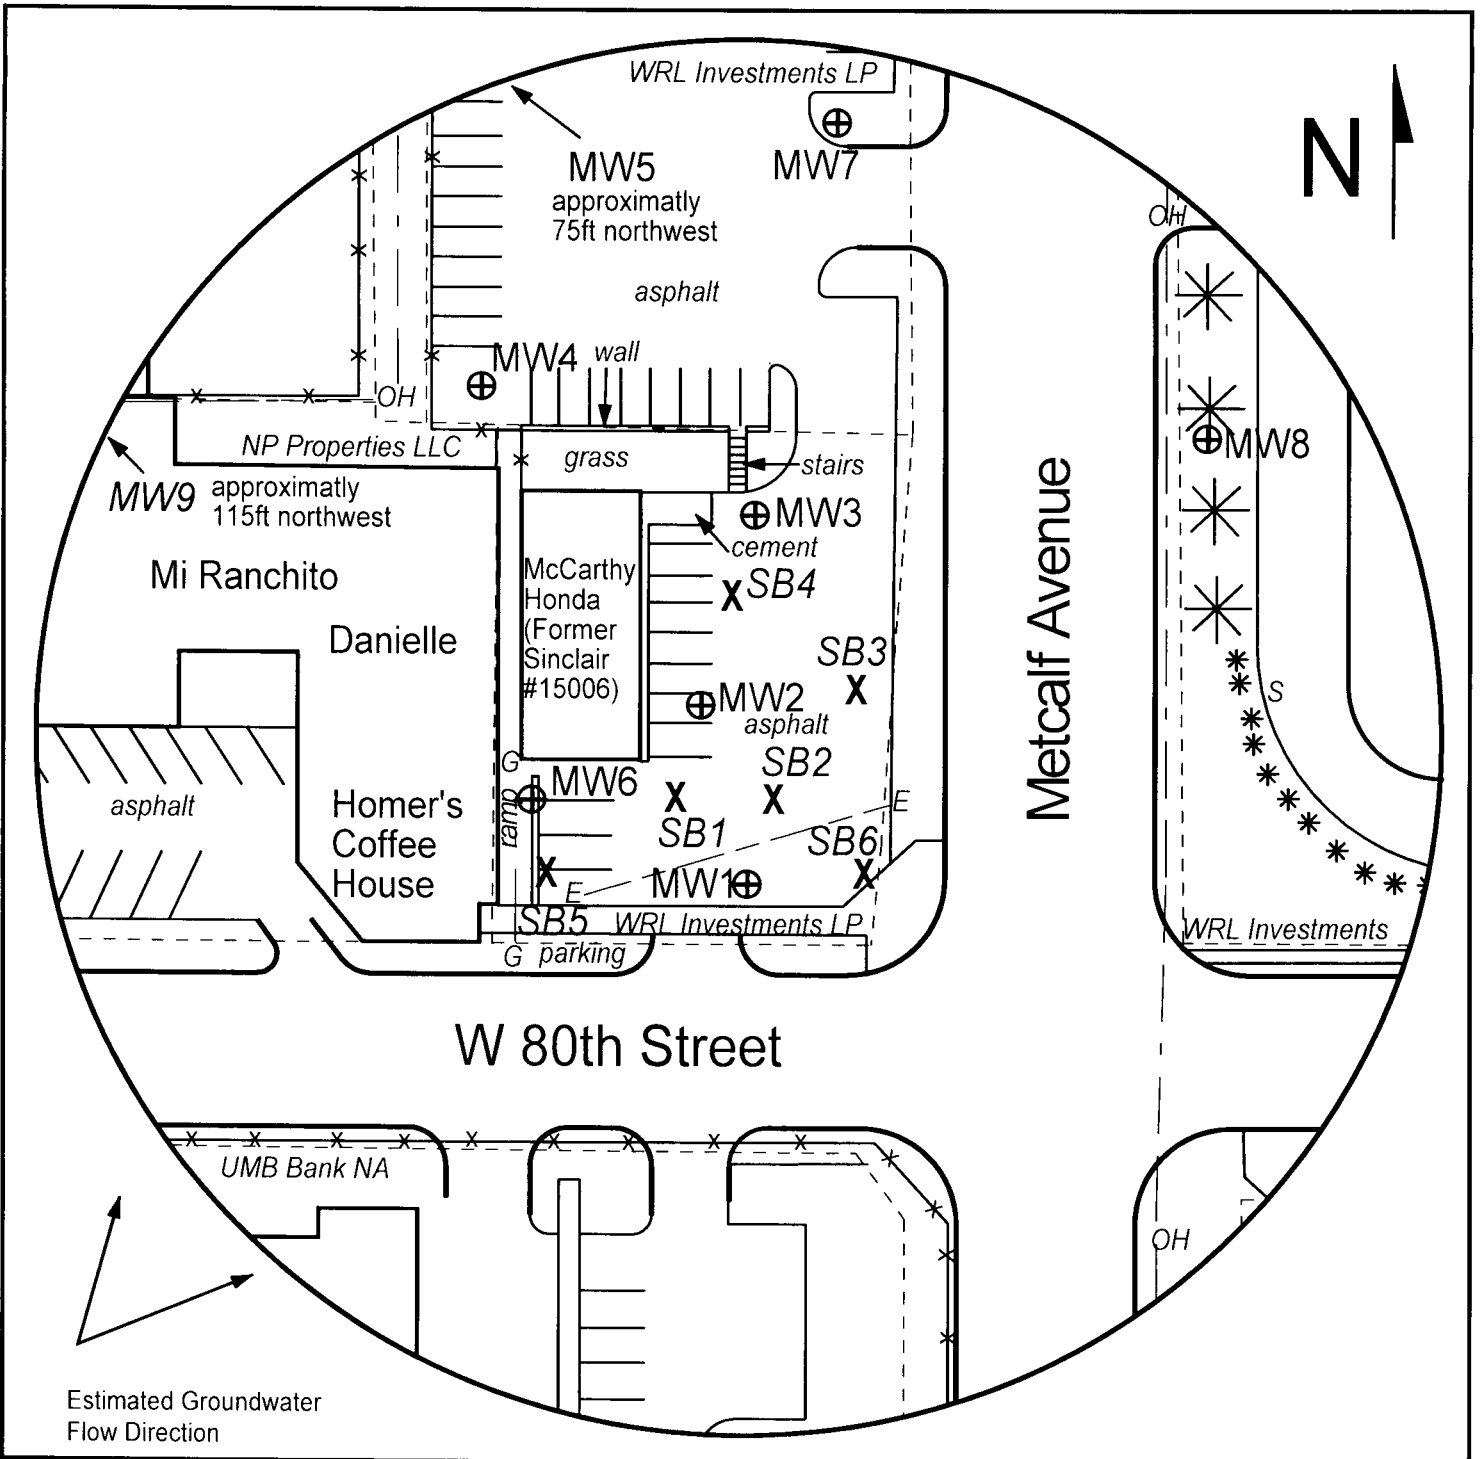 WRL Investments LP
N
MW5
approximatly
75ft northwest
MW7
OH
asphalt
MW4
wall
OH
NP Properties LLC
grass
stairs
MW8
MW9
approximatly
115ft northwest
MW3
cement
Mi Ranchito
McCarthy
Honda
(Former
Sinclair
#15006)
SB4
Danielle
SB3
Metcalf Avenue
S
MW2
asphalt
SB2
G
MW6
asphalt
Homer's
Coffee
House
ramp
E
SB1
SB6
MW1
E
SB5
WRL Investments LP
WRL Investments
G
parking
W 80th Street
UMB Bank NA
OH
Estimated Groundwater
Flow Direction